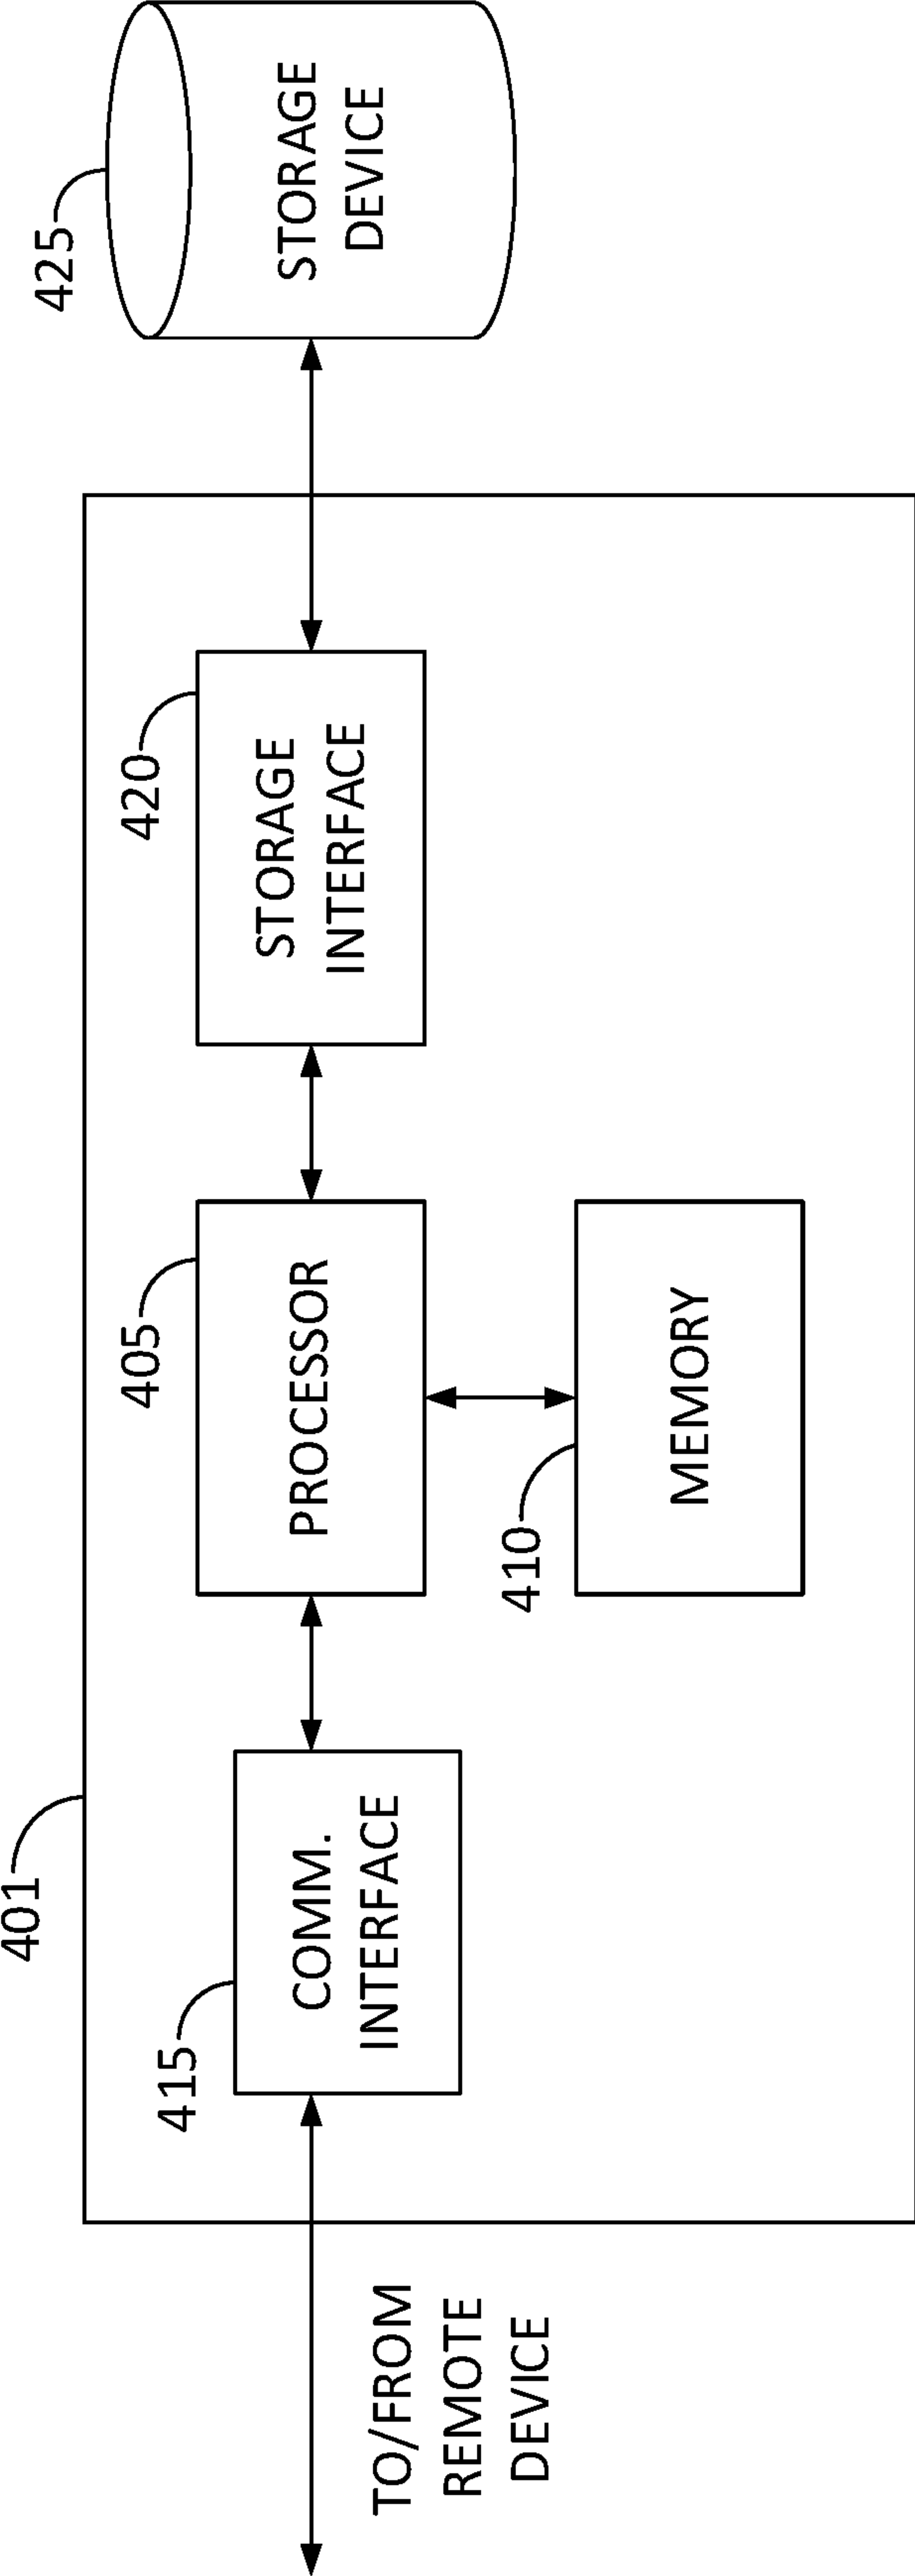 401
415
COMM.
INTERFACE
405
PROCESSOR
420
STORAGE
INTERFACE
425
STORAGE
DEVICE
410
MEMORY
TO/FROM
REMOTE
DEVICE